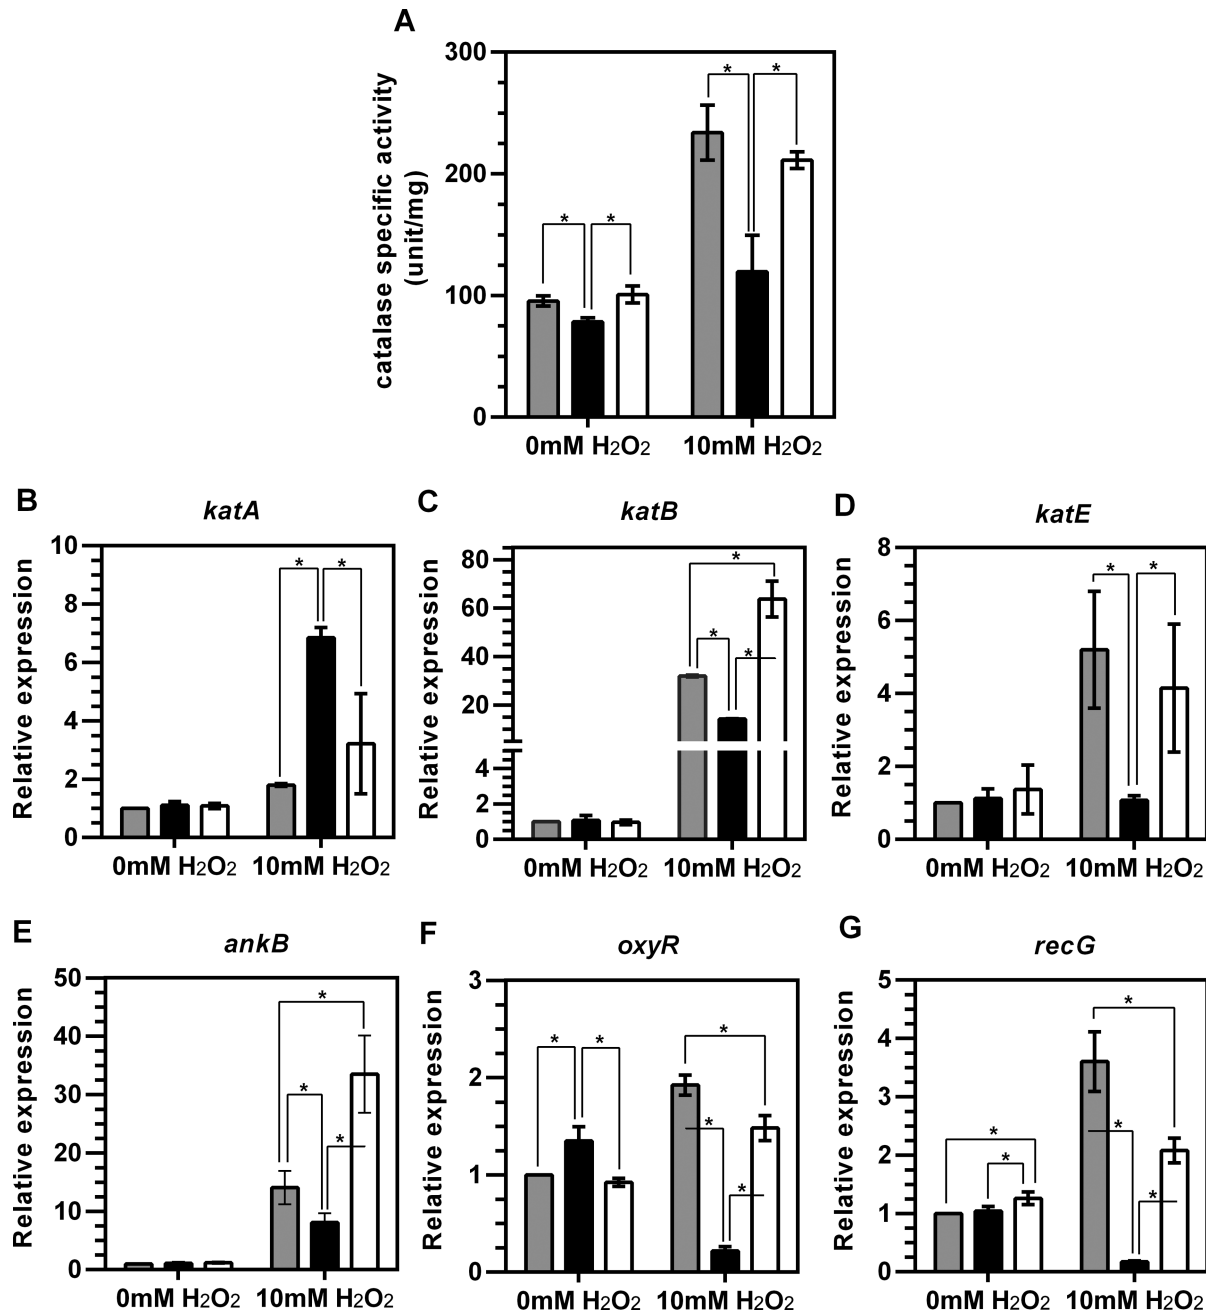 A
catalase specific activity
(unit/mg)
300
200
100
0
* * * *
0mM H2O2 10mM H2O2
B
katA
Relative expression
10
8
6
4
2
0
* *
0mM H2O2 10mM H2O2
C
katB
Relative expression
80
60
40
20
4
2
0
* * *
0mM H2O2 10mM H2O2
D
katE
Relative expression
8
6
4
2
0
* *
0mM H2O2 10mM H2O2
E
ankB
Relative expression
50
40
30
20
10
0
* * *
0mM H2O2 10mM H2O2
F
oxyR
Relative expression
3
2
1
0
* * * * *
0mM H2O2 10mM H2O2
G
recG
Relative expression
5
4
3
2
1
0
* * * * *
0mM H2O2 10mM H2O2